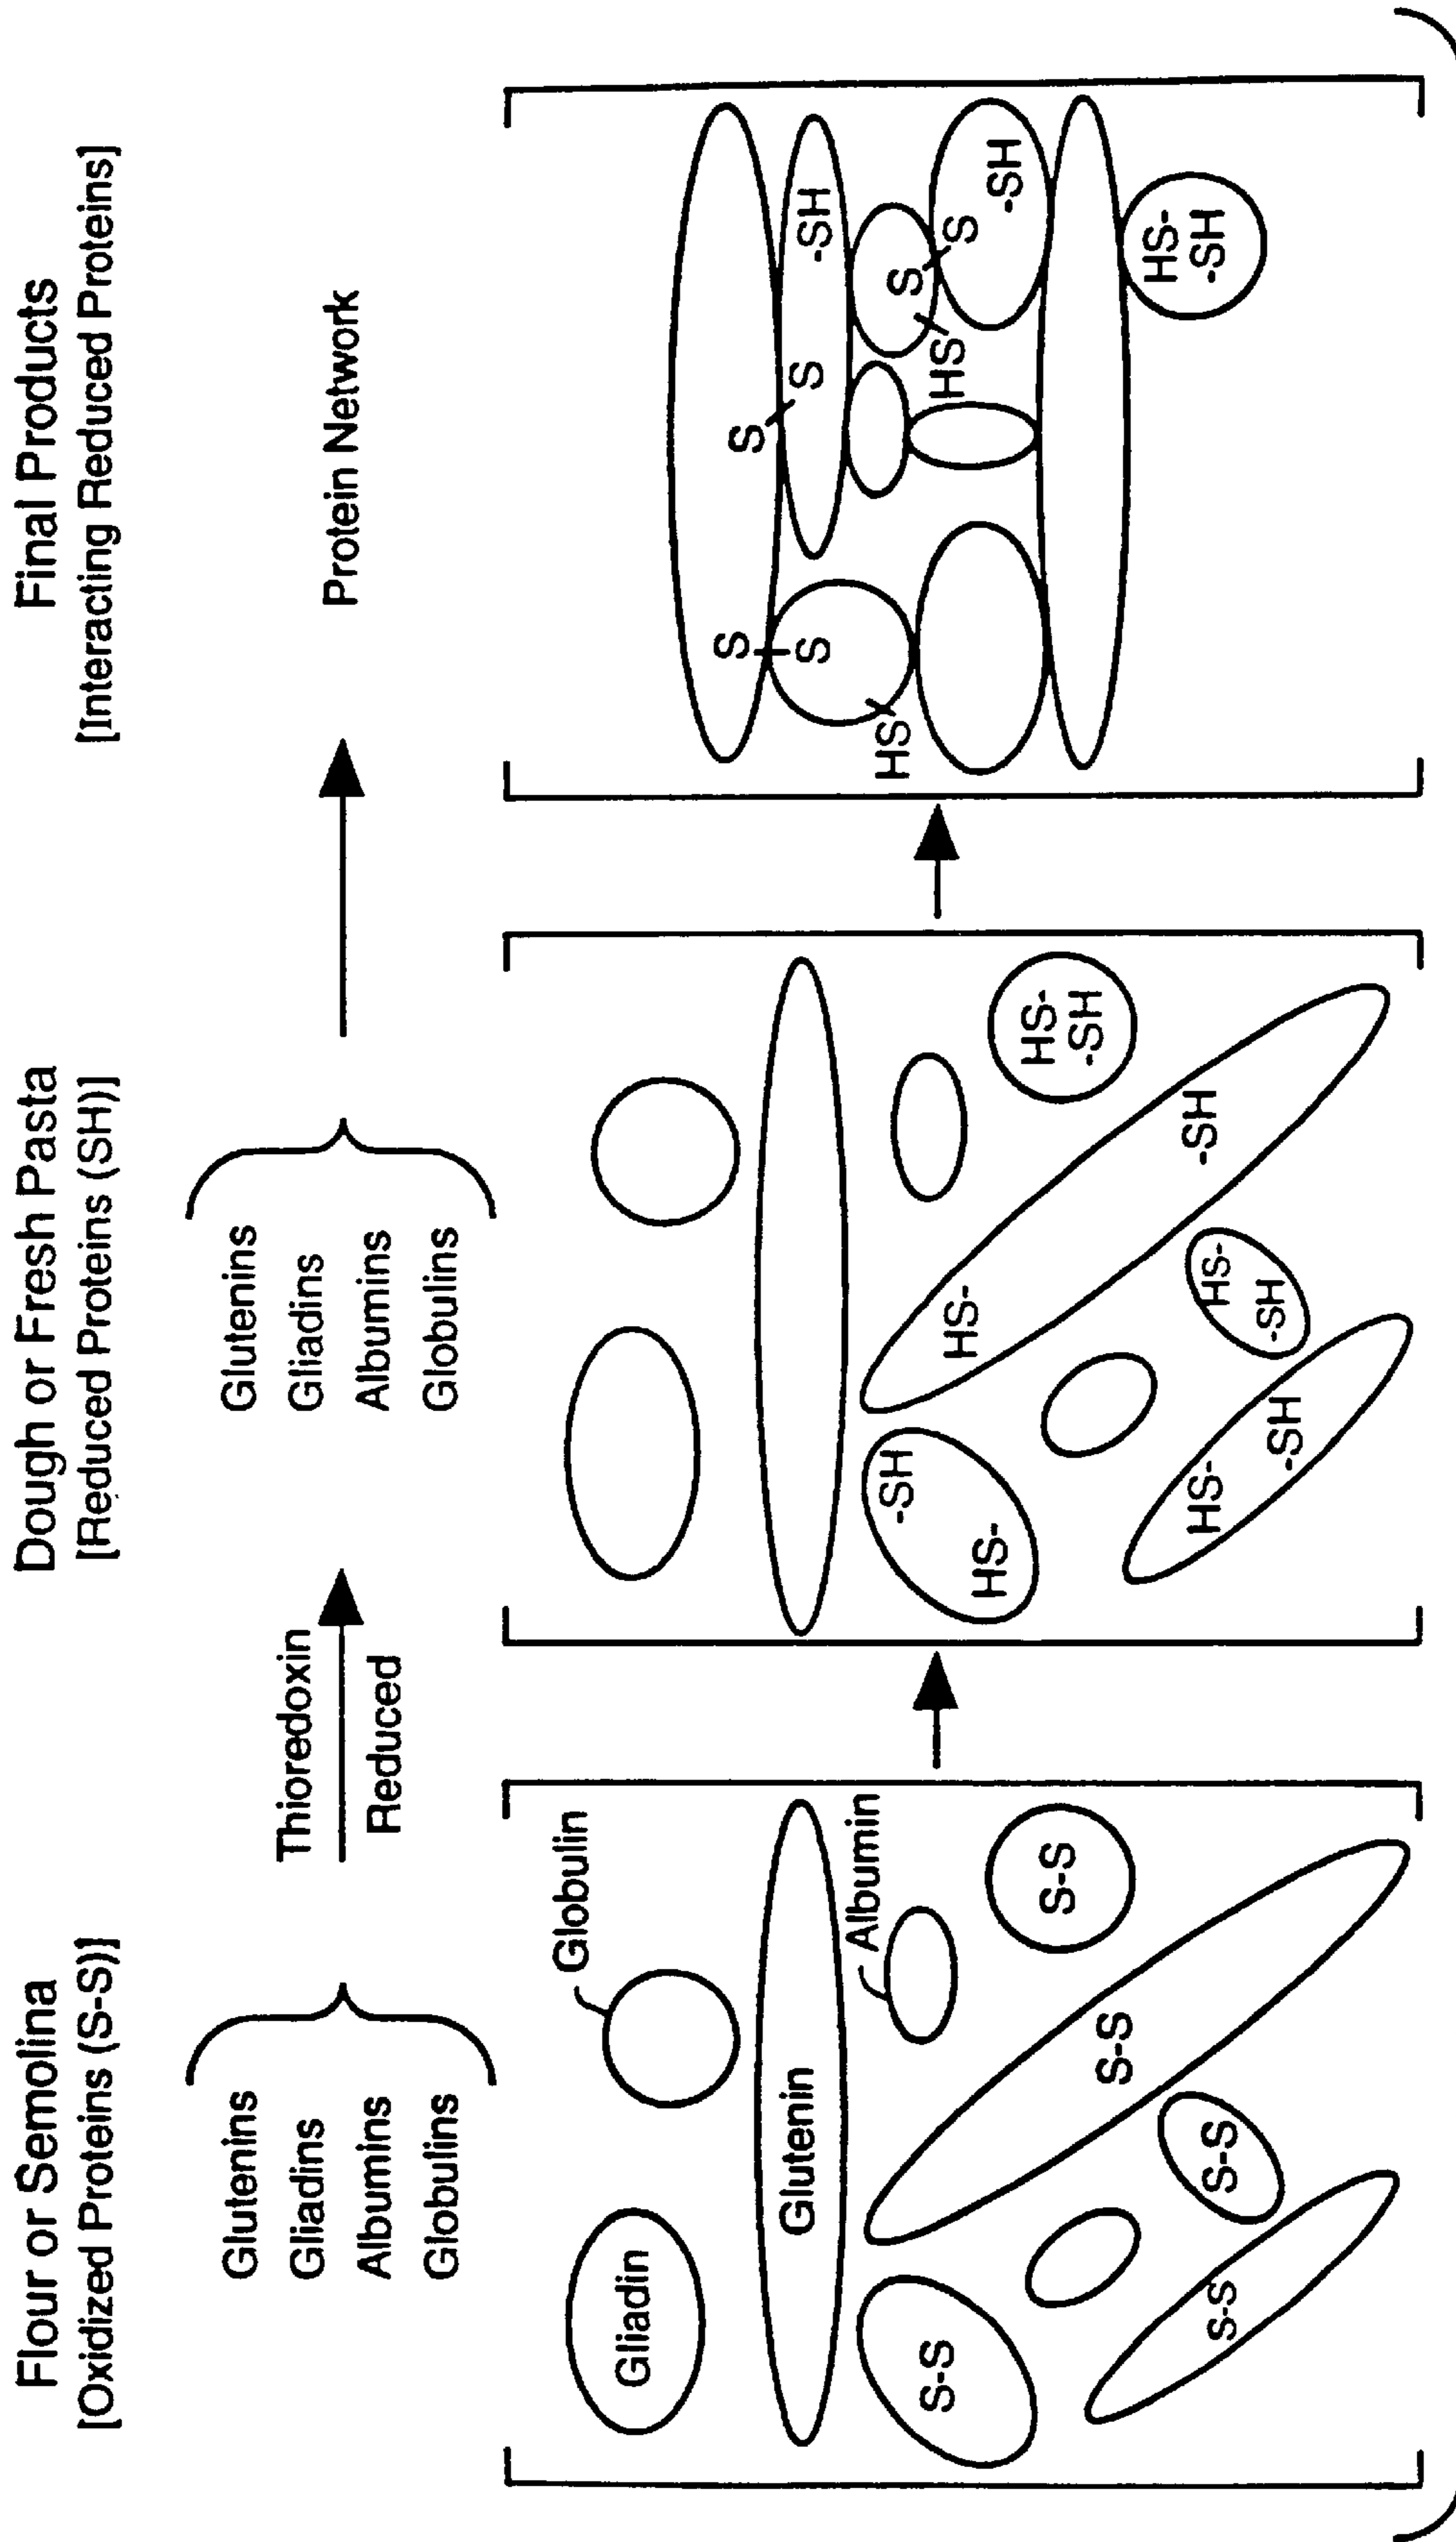 Flour or Semolina
[Oxidized Proteins (S-S)]
Glutenins
Gliadins
Albumins
Globulins
Thioredoxin
Reduced
Dough or Fresh Pasta
[Reduced Proteins (SH)]
Glutenins
Gliadins
Albumins
Globulins
Final Products
[Interacting Reduced Proteins]
Protein Network
Gliadin
Globulin
Glutenin
Albumin
S-S
S-S
S-S
S-S
S-S
-SH
HS-
HS-
-SH
HS-
-SH
HS-
-SH
HS-
-SH
S
S
HS
S
S
-SH
S
S
HS
-SH
HS-
-SH